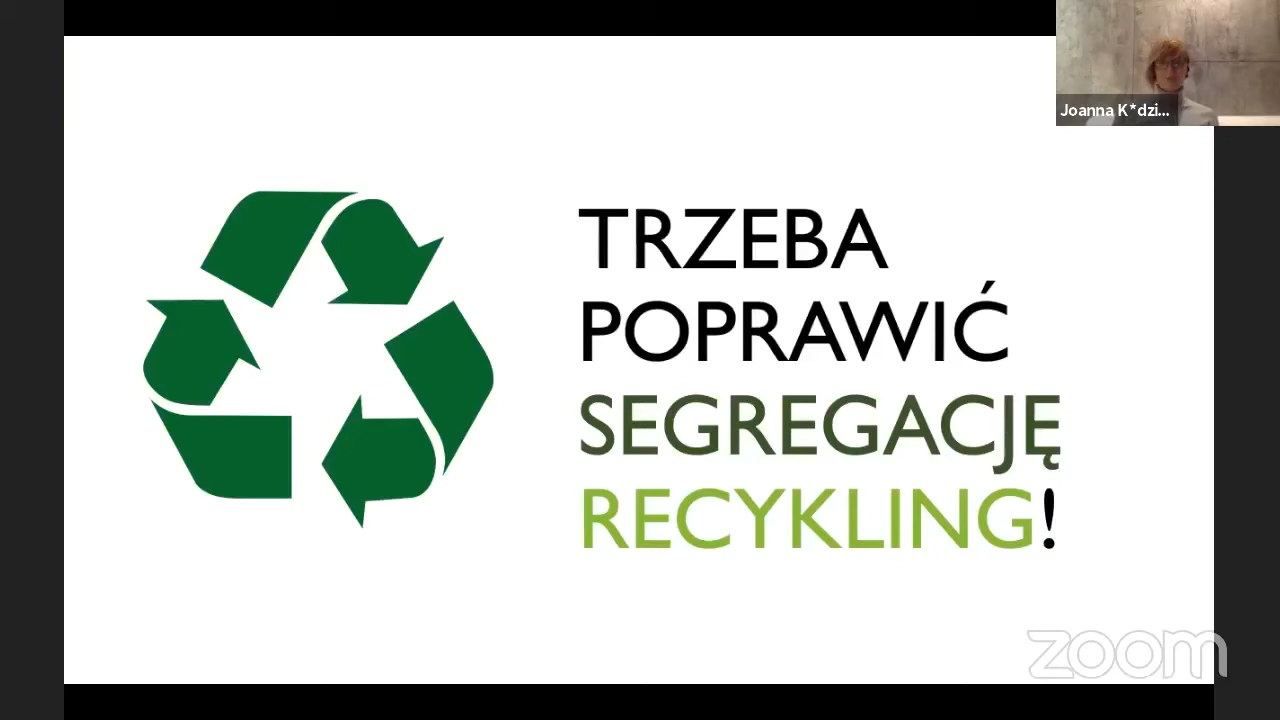 Joanna K*dzi...
TRZEBA
POPRAWIĆ
SEGREGACJĘ
RECYKLING!
zoom